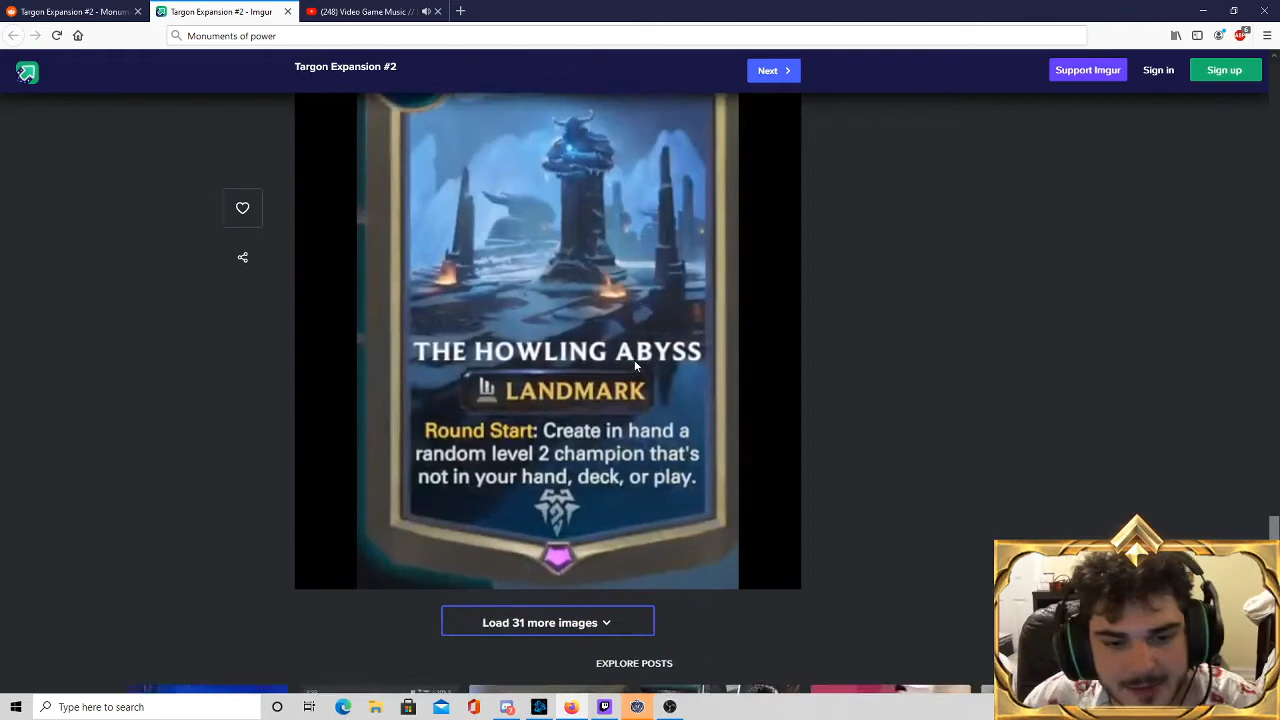 Targon Expansion #2 - Monum
Targon Expansion #2 - Imgur
(248) Video Game Music //
Monuments of power
Targon Expansion #2
Next
Support Imgur
Sign in
Sign up
THE HOWLING ABYSS
LANDMARK
Round Start: Create in hand a
random level 2 champion that's
not in your hand, deck, or play.
Load 31 more images
EXPLORE POSTS
Type here to search